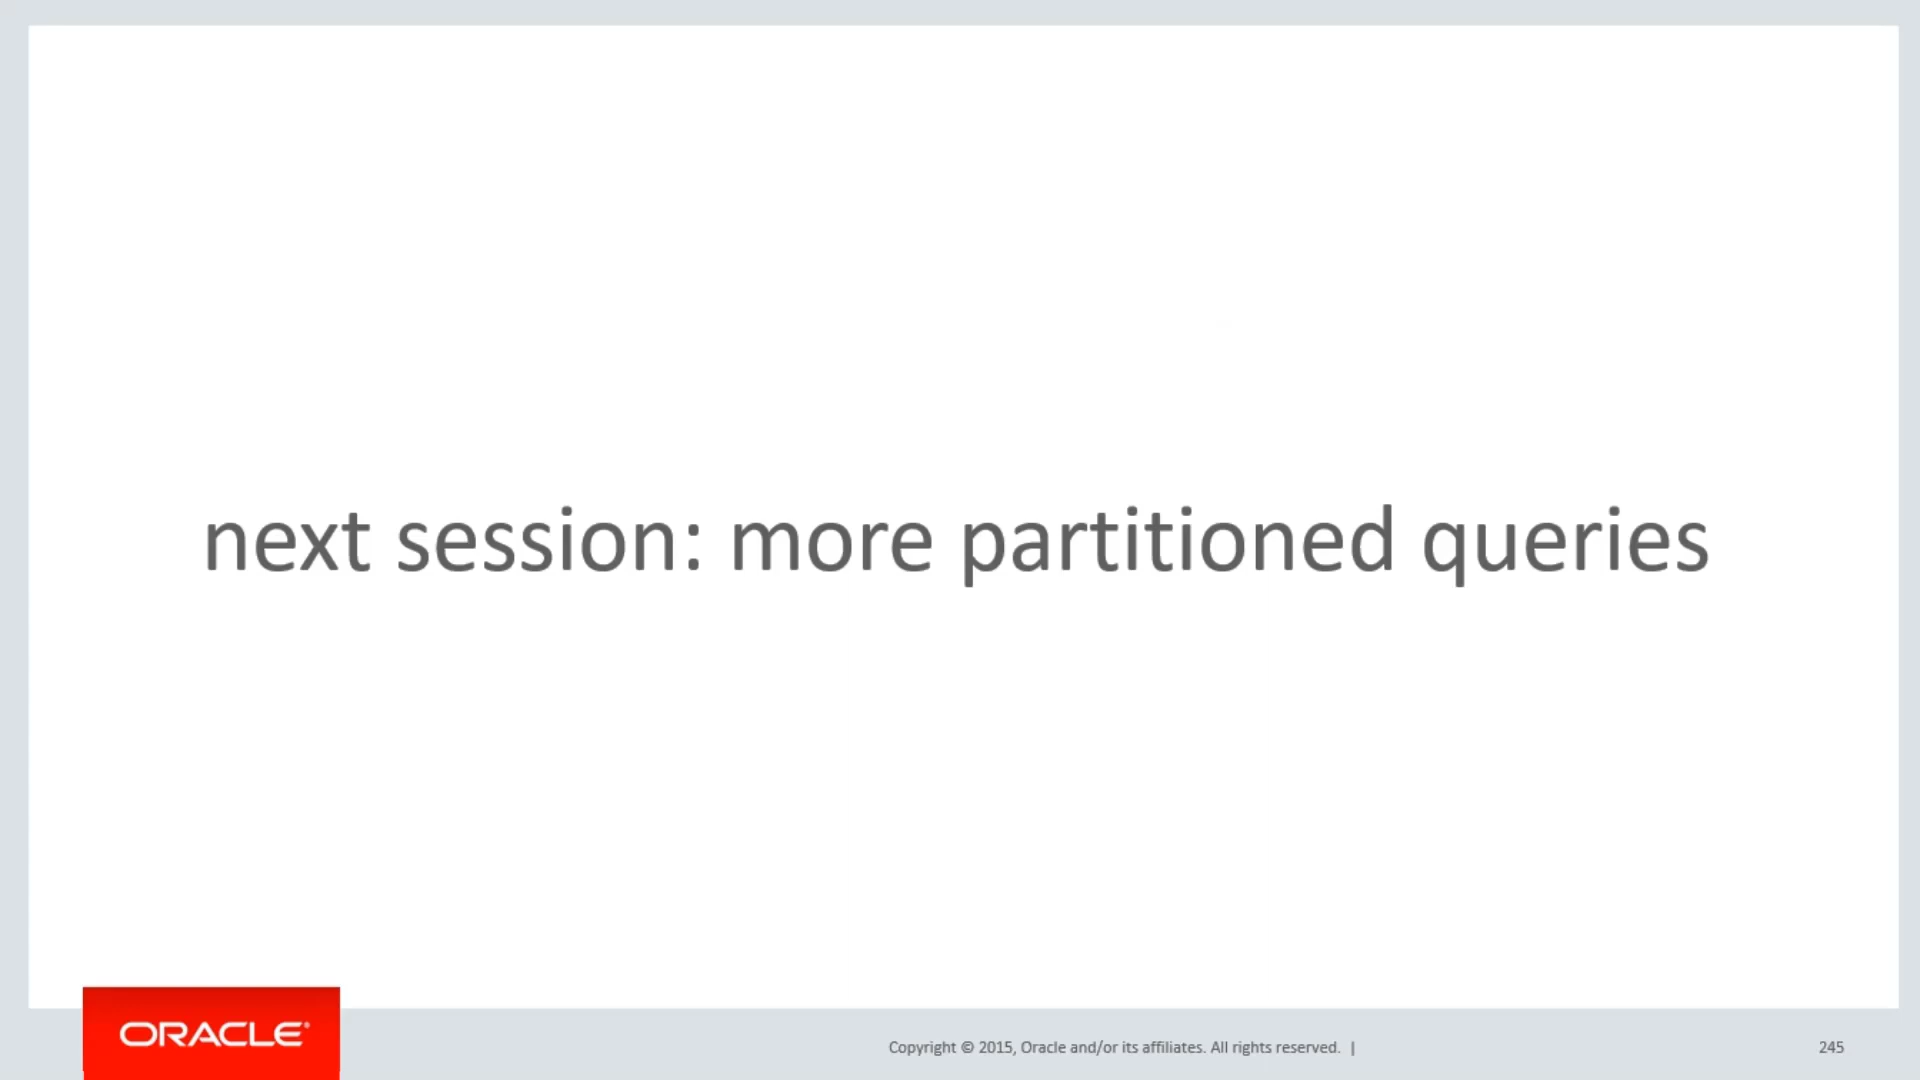 next session: more partitioned queries
ORACLE®
Copyright © 2015, Oracle and/or its affiliates. All rights reserved. |
245